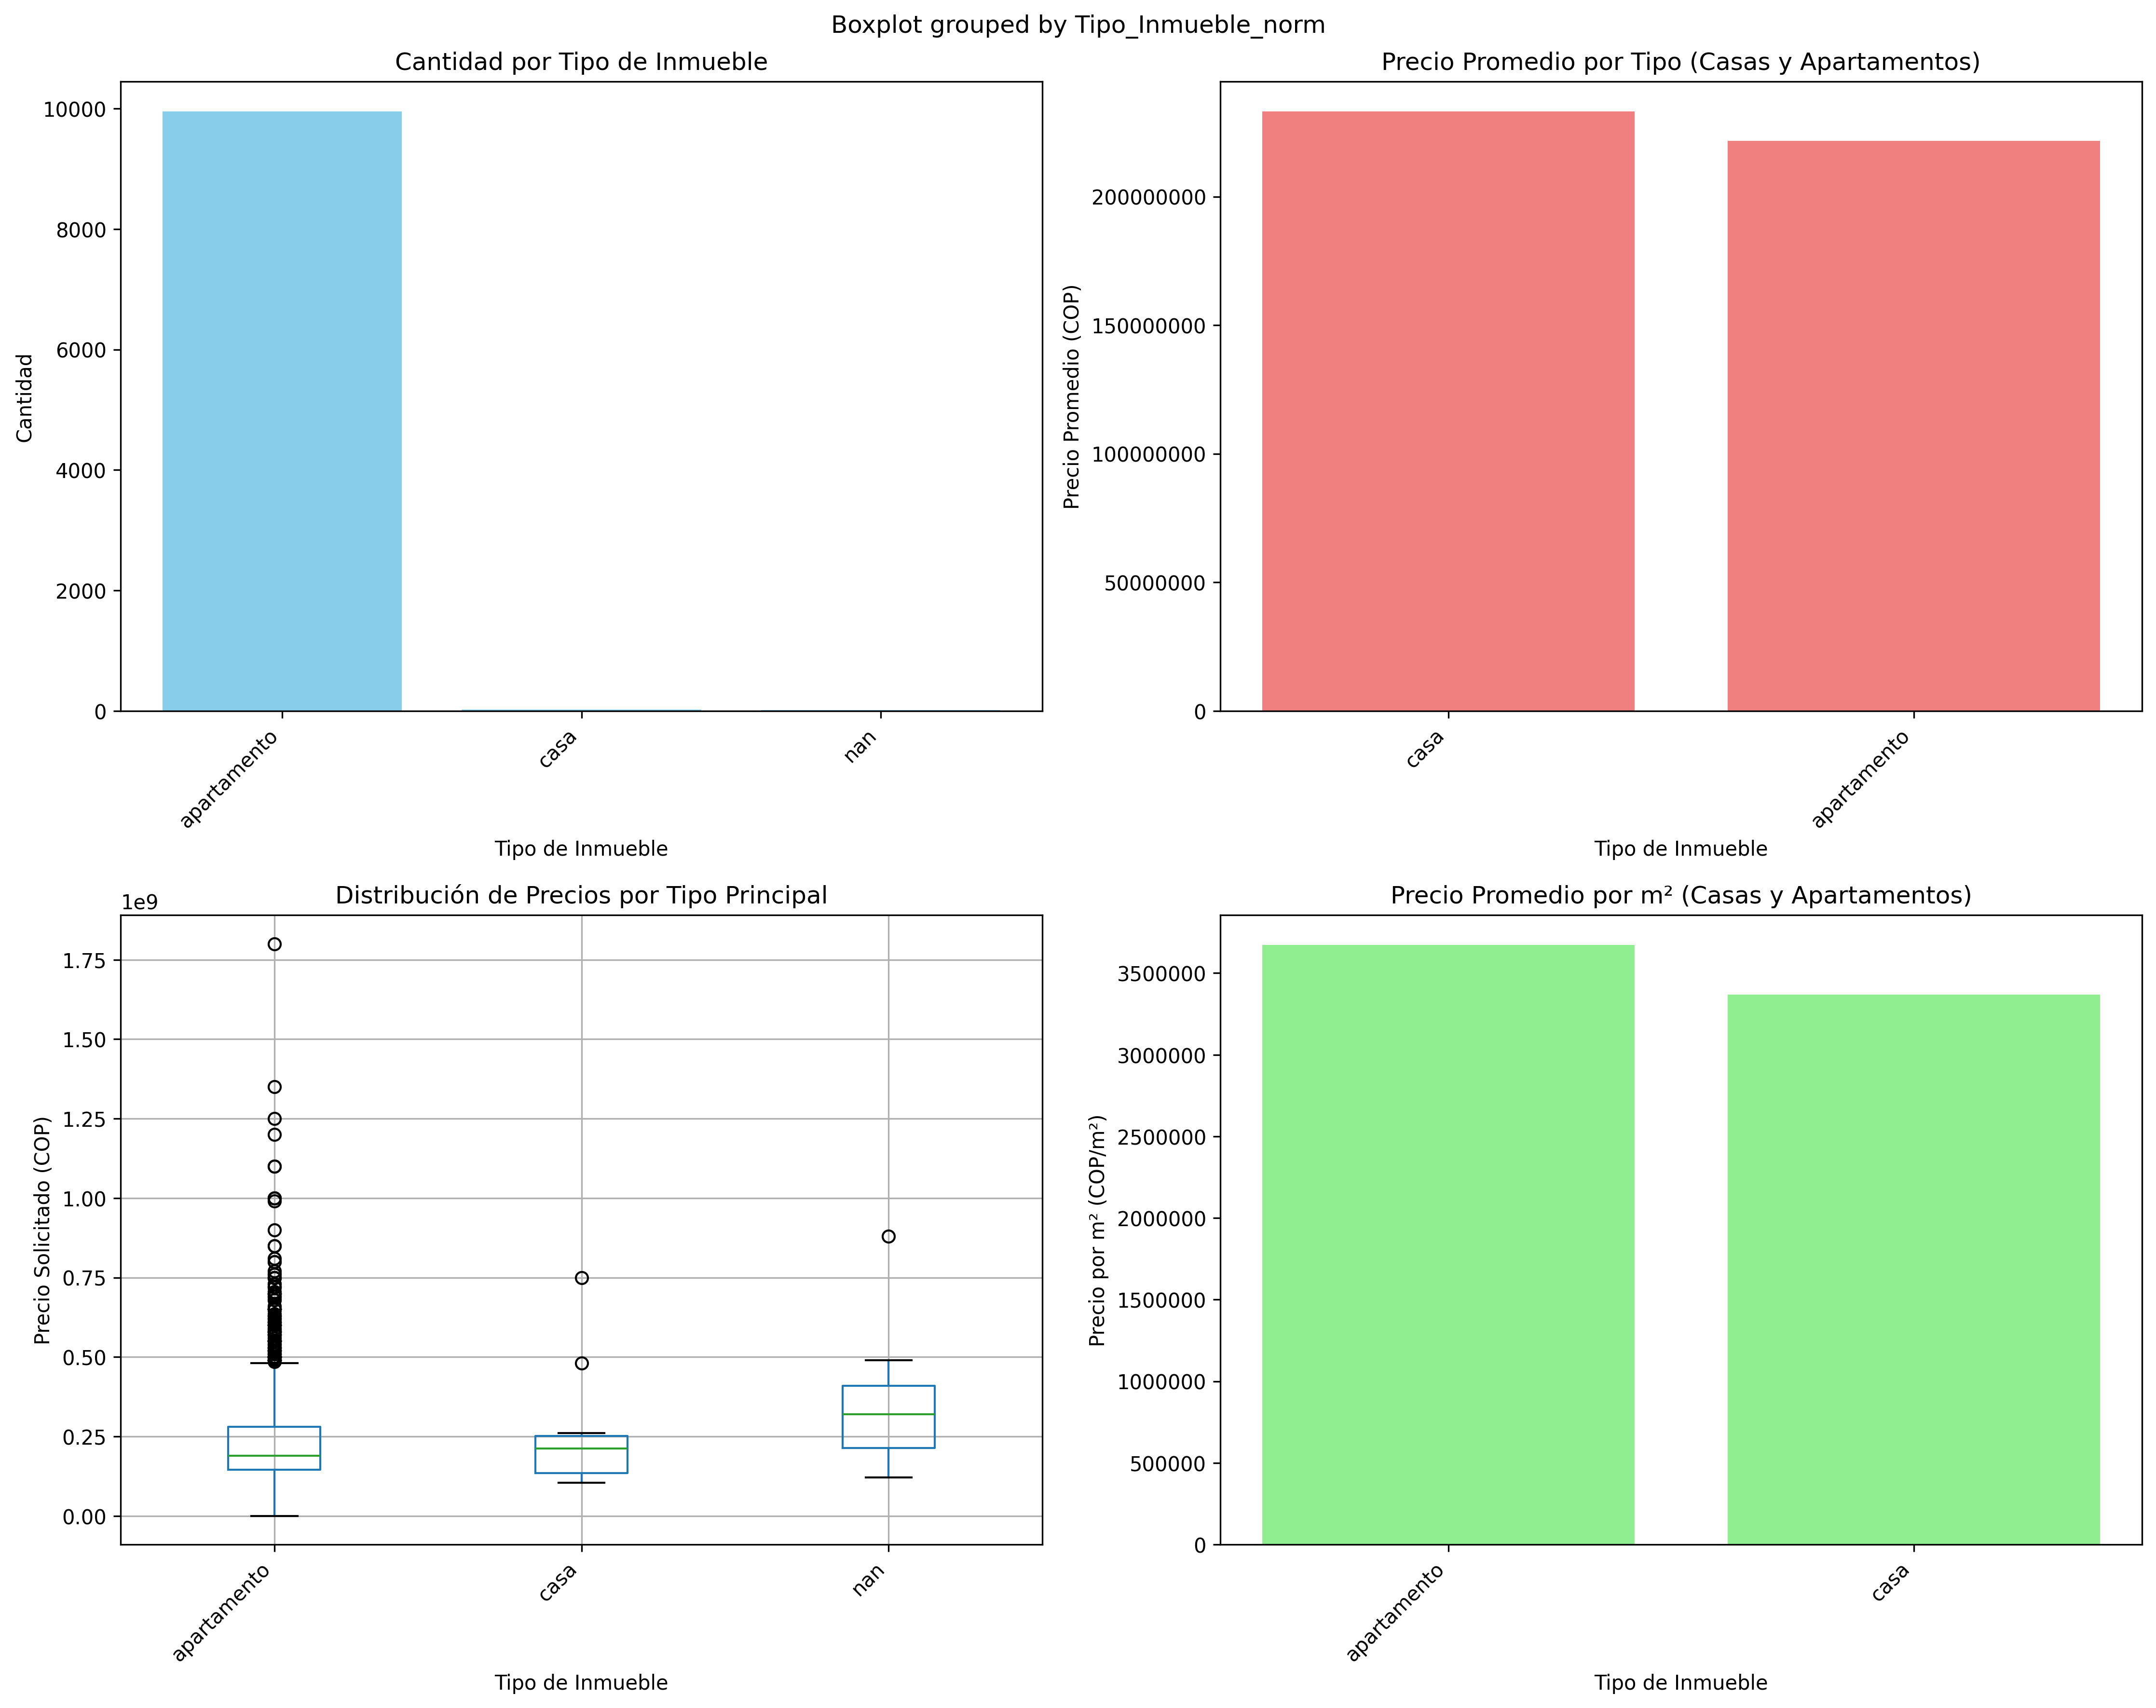 Boxplot grouped by Tipo_Inmueble_norm
Cantidad por Tipo de Inmueble
10000
8000
6000
4000
2000
0
Cantidad
apartamento
casa
nan
Tipo de Inmueble
Precio Promedio por Tipo (Casas y Apartamentos)
200000000
150000000
100000000
50000000
0
Precio Promedio (COP)
casa
apartamento
Tipo de Inmueble
Distribución de Precios por Tipo Principal
1e9
1.75
1.50
1.25
1.00
0.75
0.50
0.25
0.00
Precio Solicitado (COP)
apartamento
casa
nan
Tipo de Inmueble
Precio Promedio por m² (Casas y Apartamentos)
3500000
3000000
2500000
2000000
1500000
1000000
500000
0
Precio por m² (COP/m²)
apartamento
casa
Tipo de Inmueble